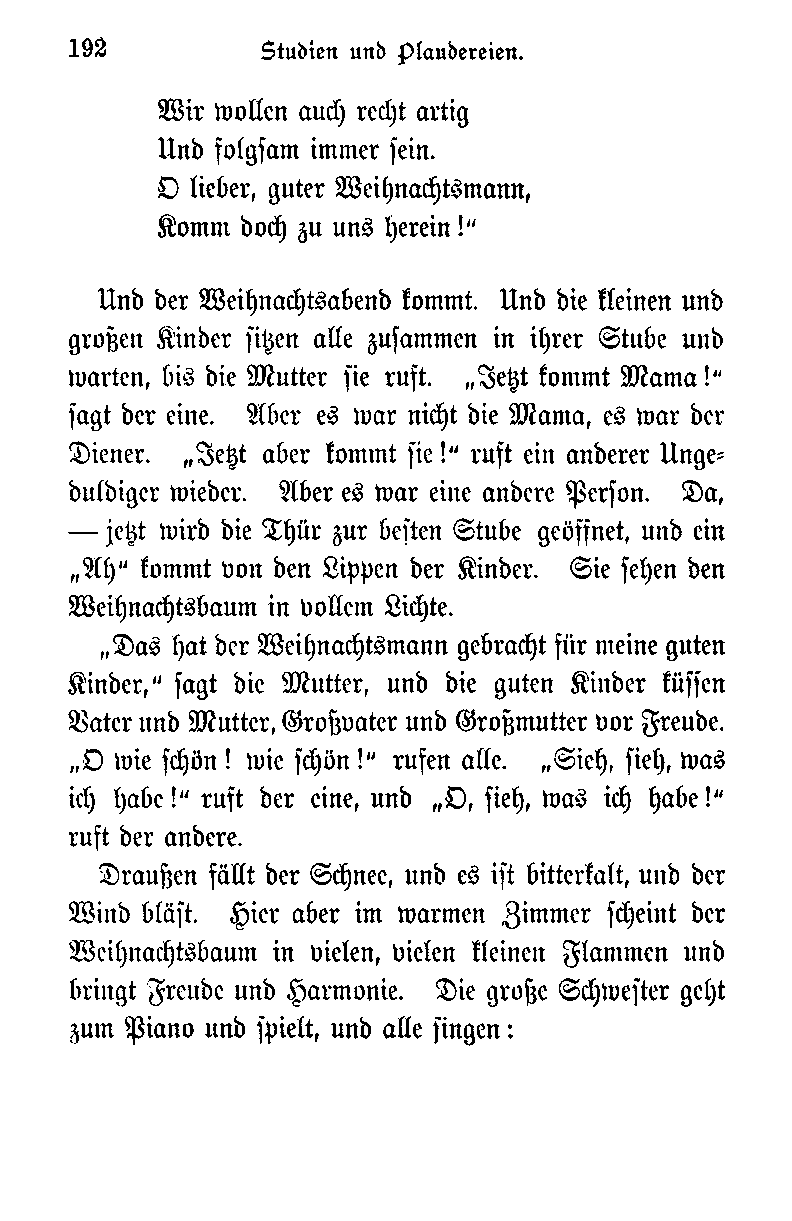 192 Studien und Plaudereien.
Wir wollen auch recht artig
Und folgsam immer sein.
O lieber, guter Weihnachtsmann,
Komm doch zu uns herein!“
Und der Weihnachtsabend kommt. Und die kleinen und
großen Kinder sitzen alle zusammen in ihrer Stube und
warten, bis die Mutter sie ruft. „Jetzt kommt Mama!“
sagt der eine. Aber es war nicht die Mama, es war der
Diener. „Jetzt aber kommt sie!“ ruft ein anderer Unge-
duldiger wieder. Aber es war eine andere Person. Da,
— jetzt wird die Thür zur besten Stube geöffnet, und ein
„Ah“ kommt von den Lippen der Kinder. Sie sehen den
Weihnachtsbaum in vollem Lichte.
„Das hat der Weihnachtsmann gebracht für meine guten
Kinder,“ sagt die Mutter, und die guten Kinder küssen
Vater und Mutter, Großvater und Großmutter vor Freude.
„O wie schön! wie schön!“ rufen alle. „Sieh, sieh, was
ich habe!“ ruft der eine, und „O, sieh, was ich habe!“
ruft der andere.
Draußen fällt der Schnee, und es ist bitterkalt, und der
Wind bläst. Hier aber im warmen Zimmer scheint der
Weihnachtsbaum in vielen, vielen kleinen Flammen und
bringt Freude und Harmonie. Die große Schwester geht
zum Piano und spielt, und alle singen: